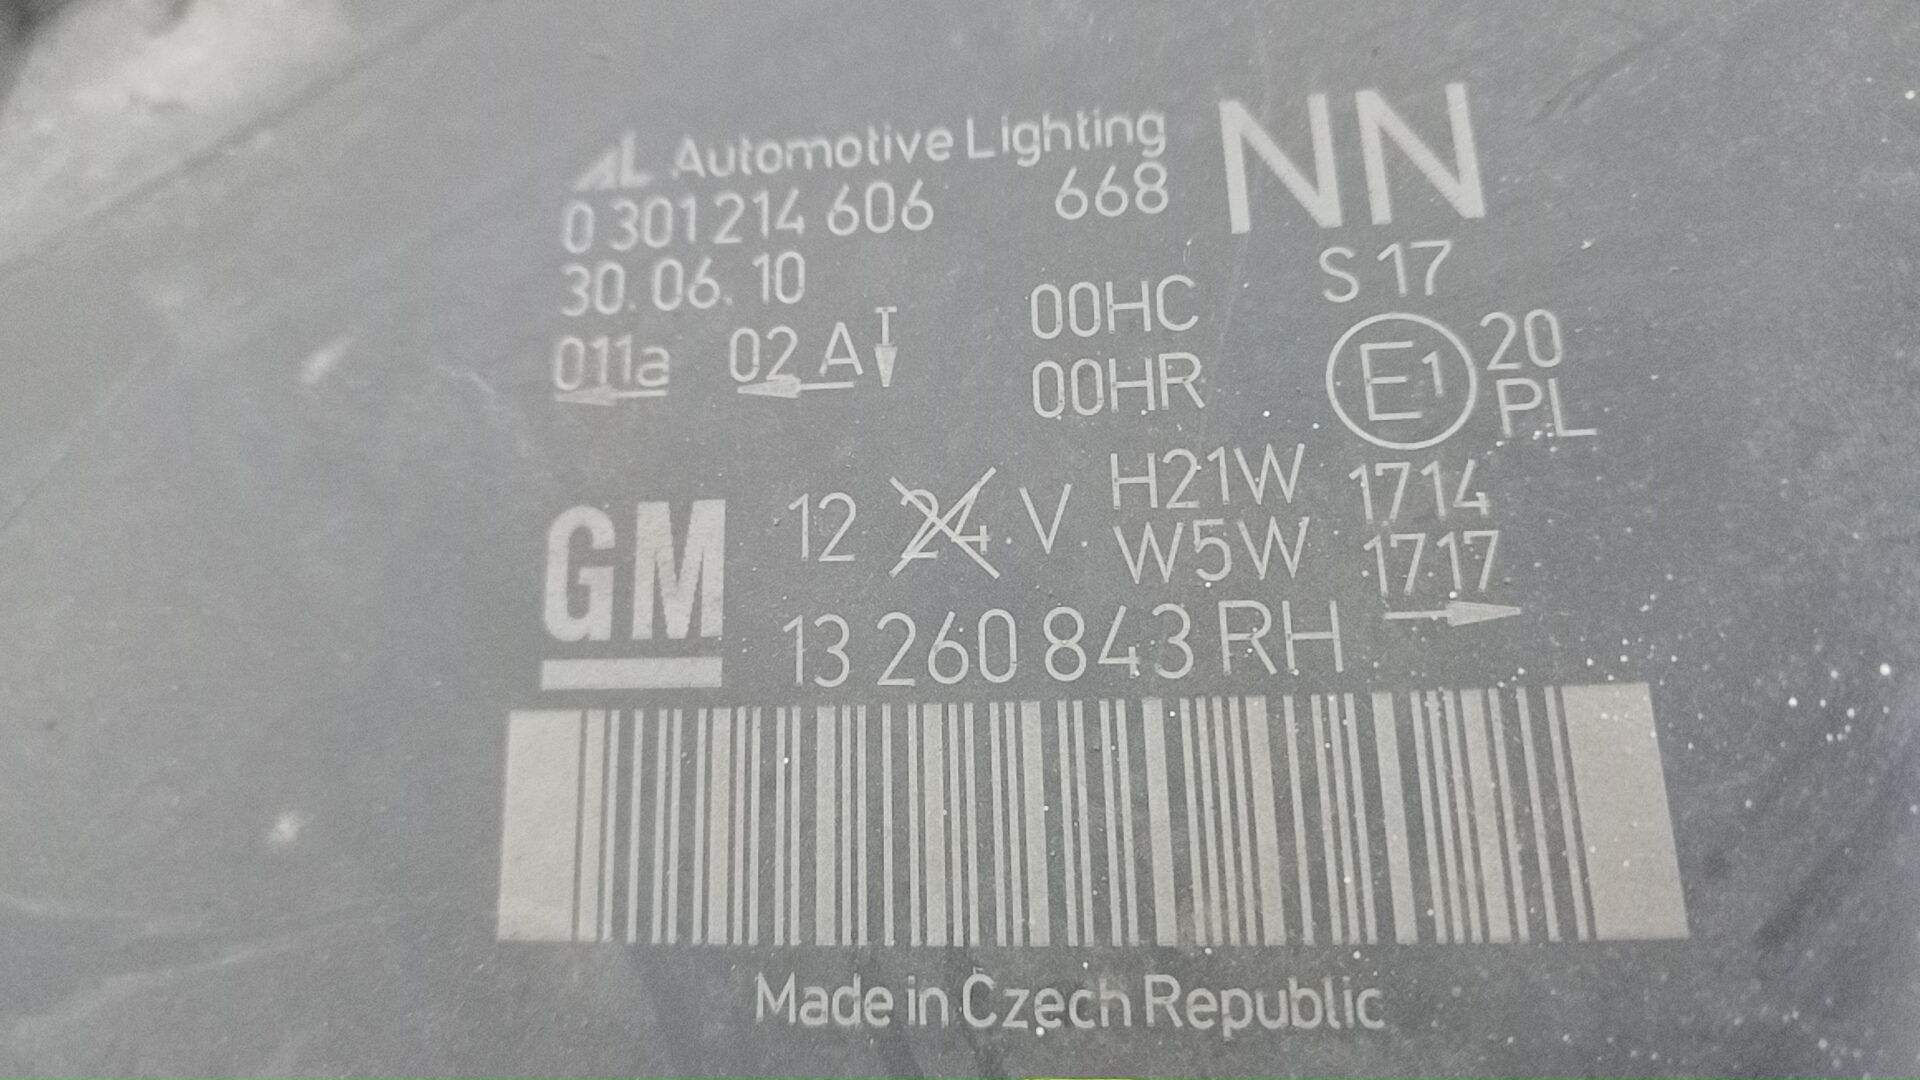 AL Automotive Lighting NN
0 301 214 606 668
30. 06. 10 S 17
011a 02 A I 00HC
00HR E1 20
PL
GM 12 24 V H21W 1714
W5W 1717
13 260 843 RH
Made in Czech Republic